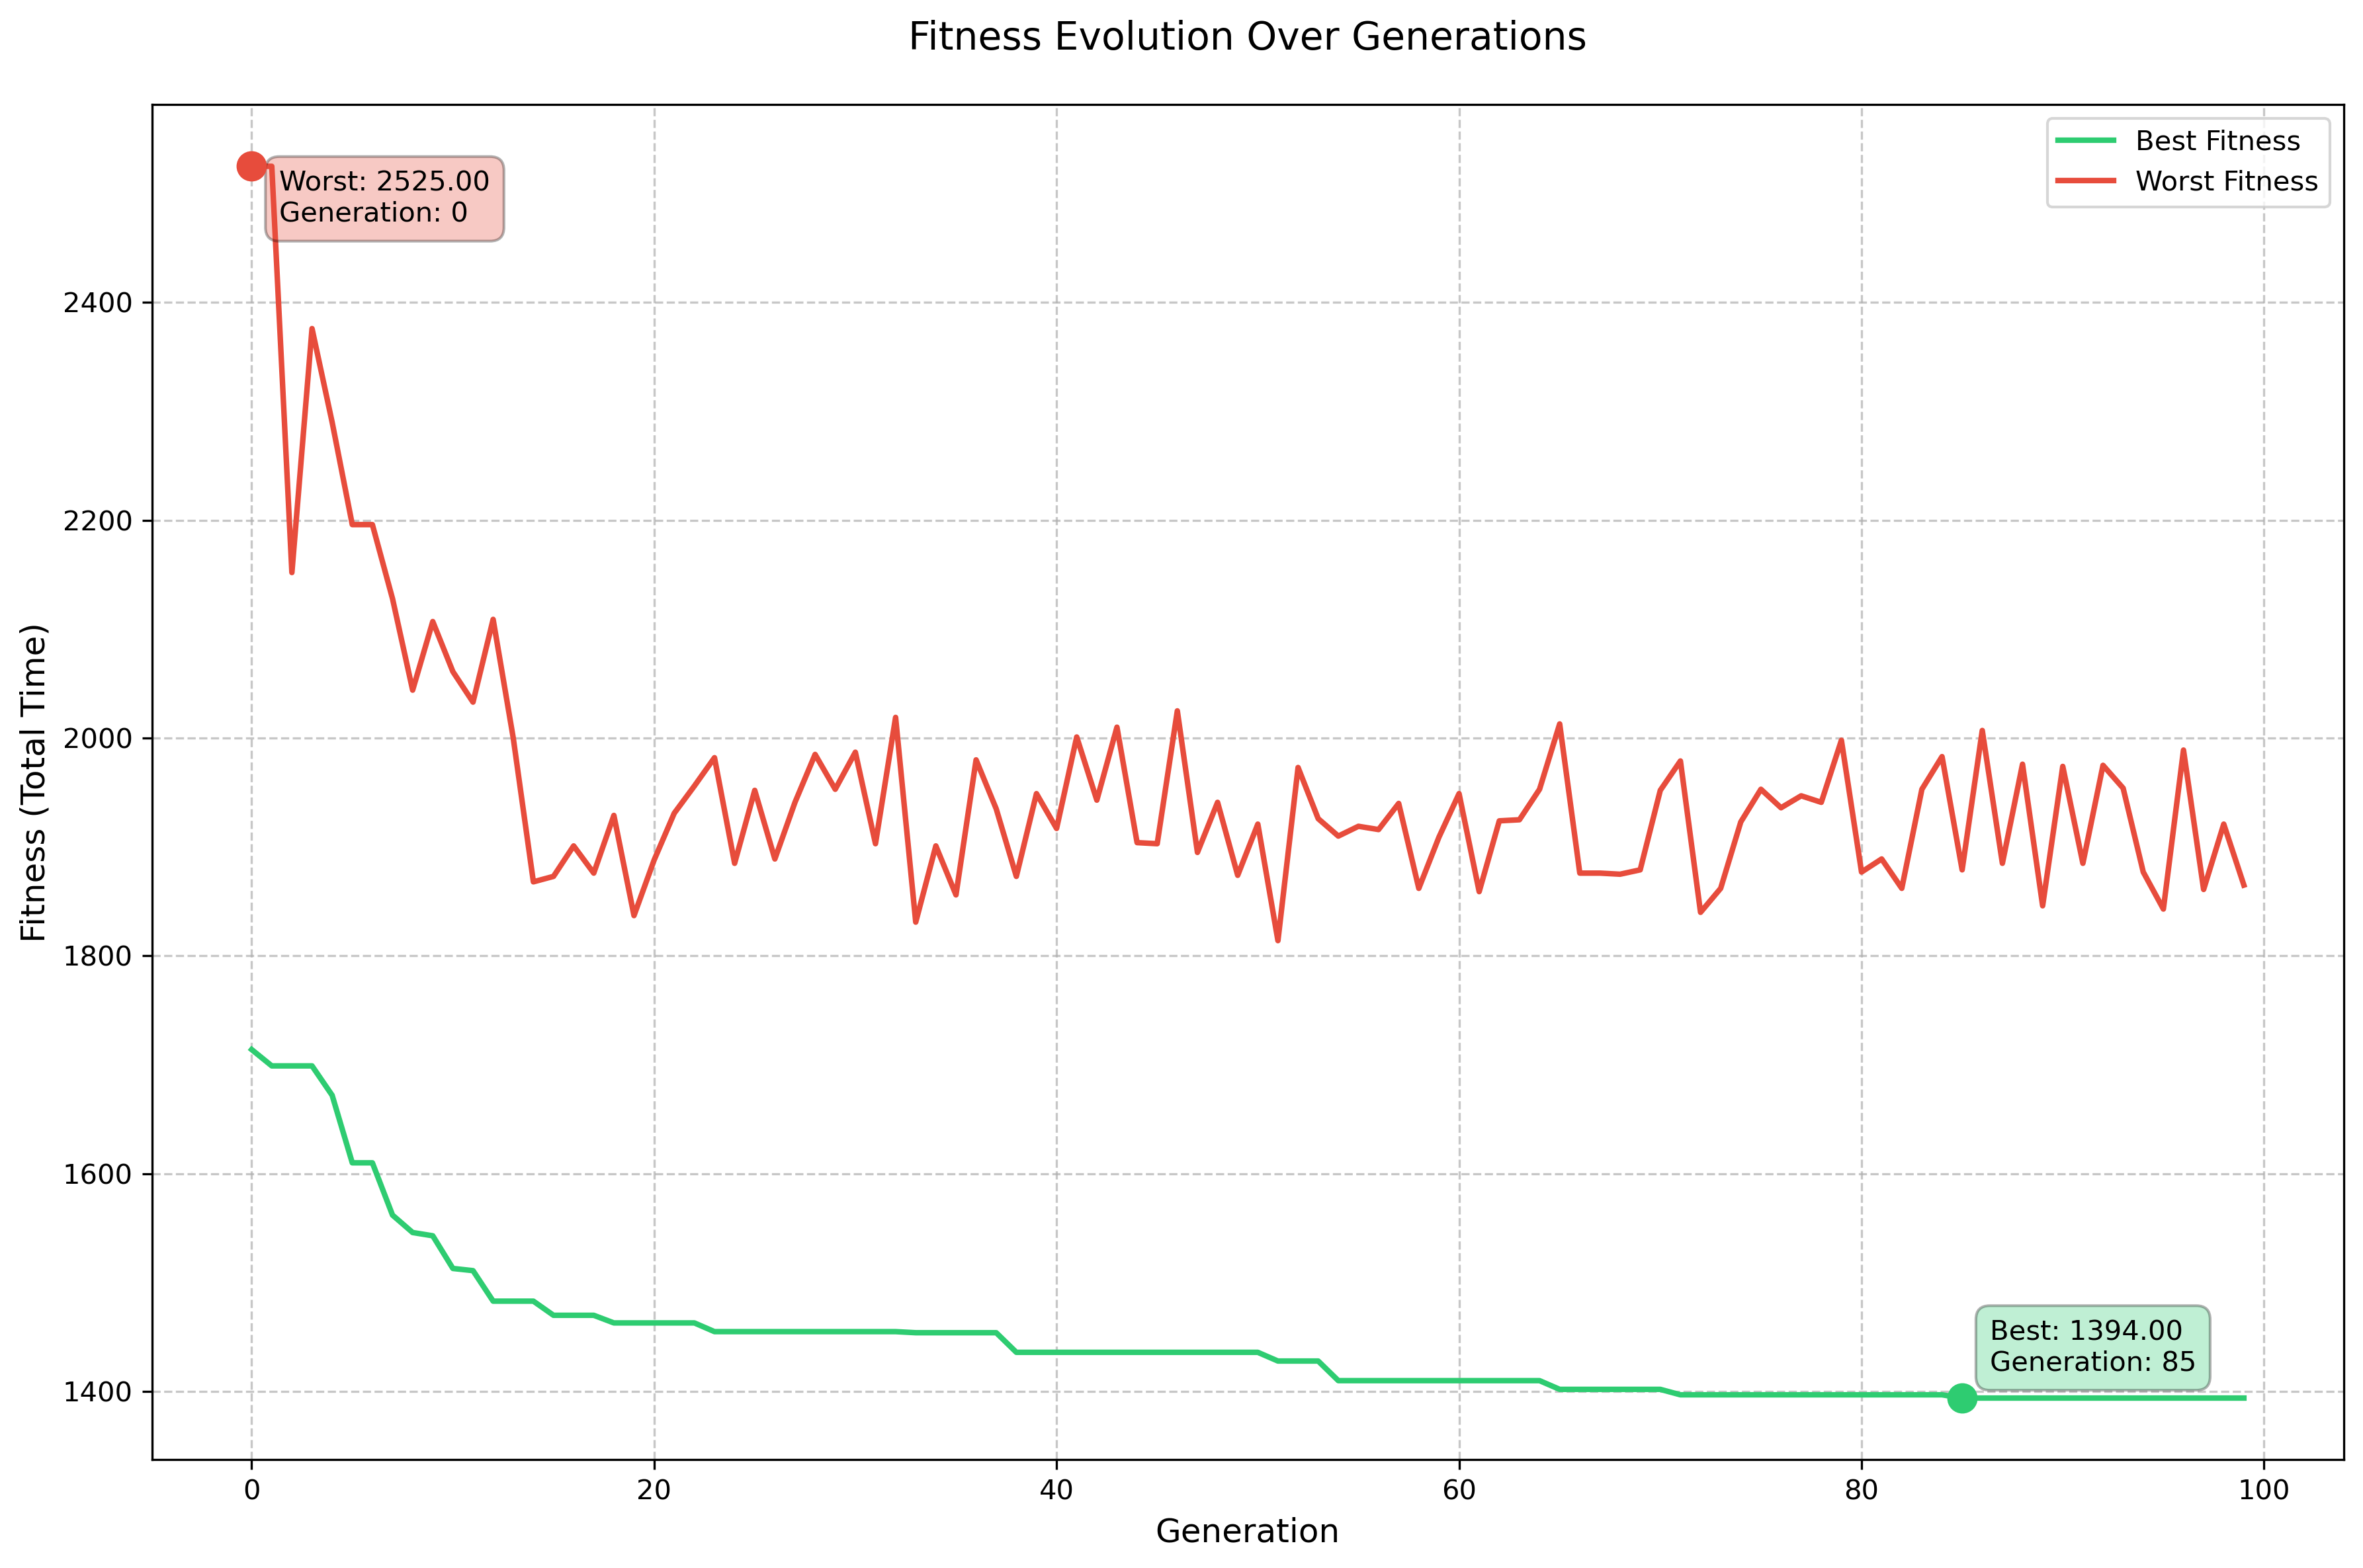 Fitness Evolution Over Generations
Best Fitness
Worst Fitness
Worst: 2525.00
Generation: 0
2400
2200
2000
1800
1600
1400
Fitness (Total Time)
Best: 1394.00
Generation: 85
0
20
40
60
80
100
Generation